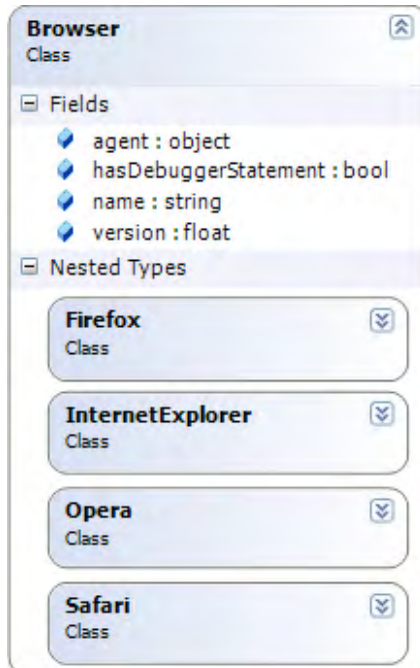 Browser
Class
Fields
agent : object
hasDebuggerStatement : bool
name : string
version : float
Nested Types
Firefox
Class
InternetExplorer
Class
Opera
Class
Safari
Class